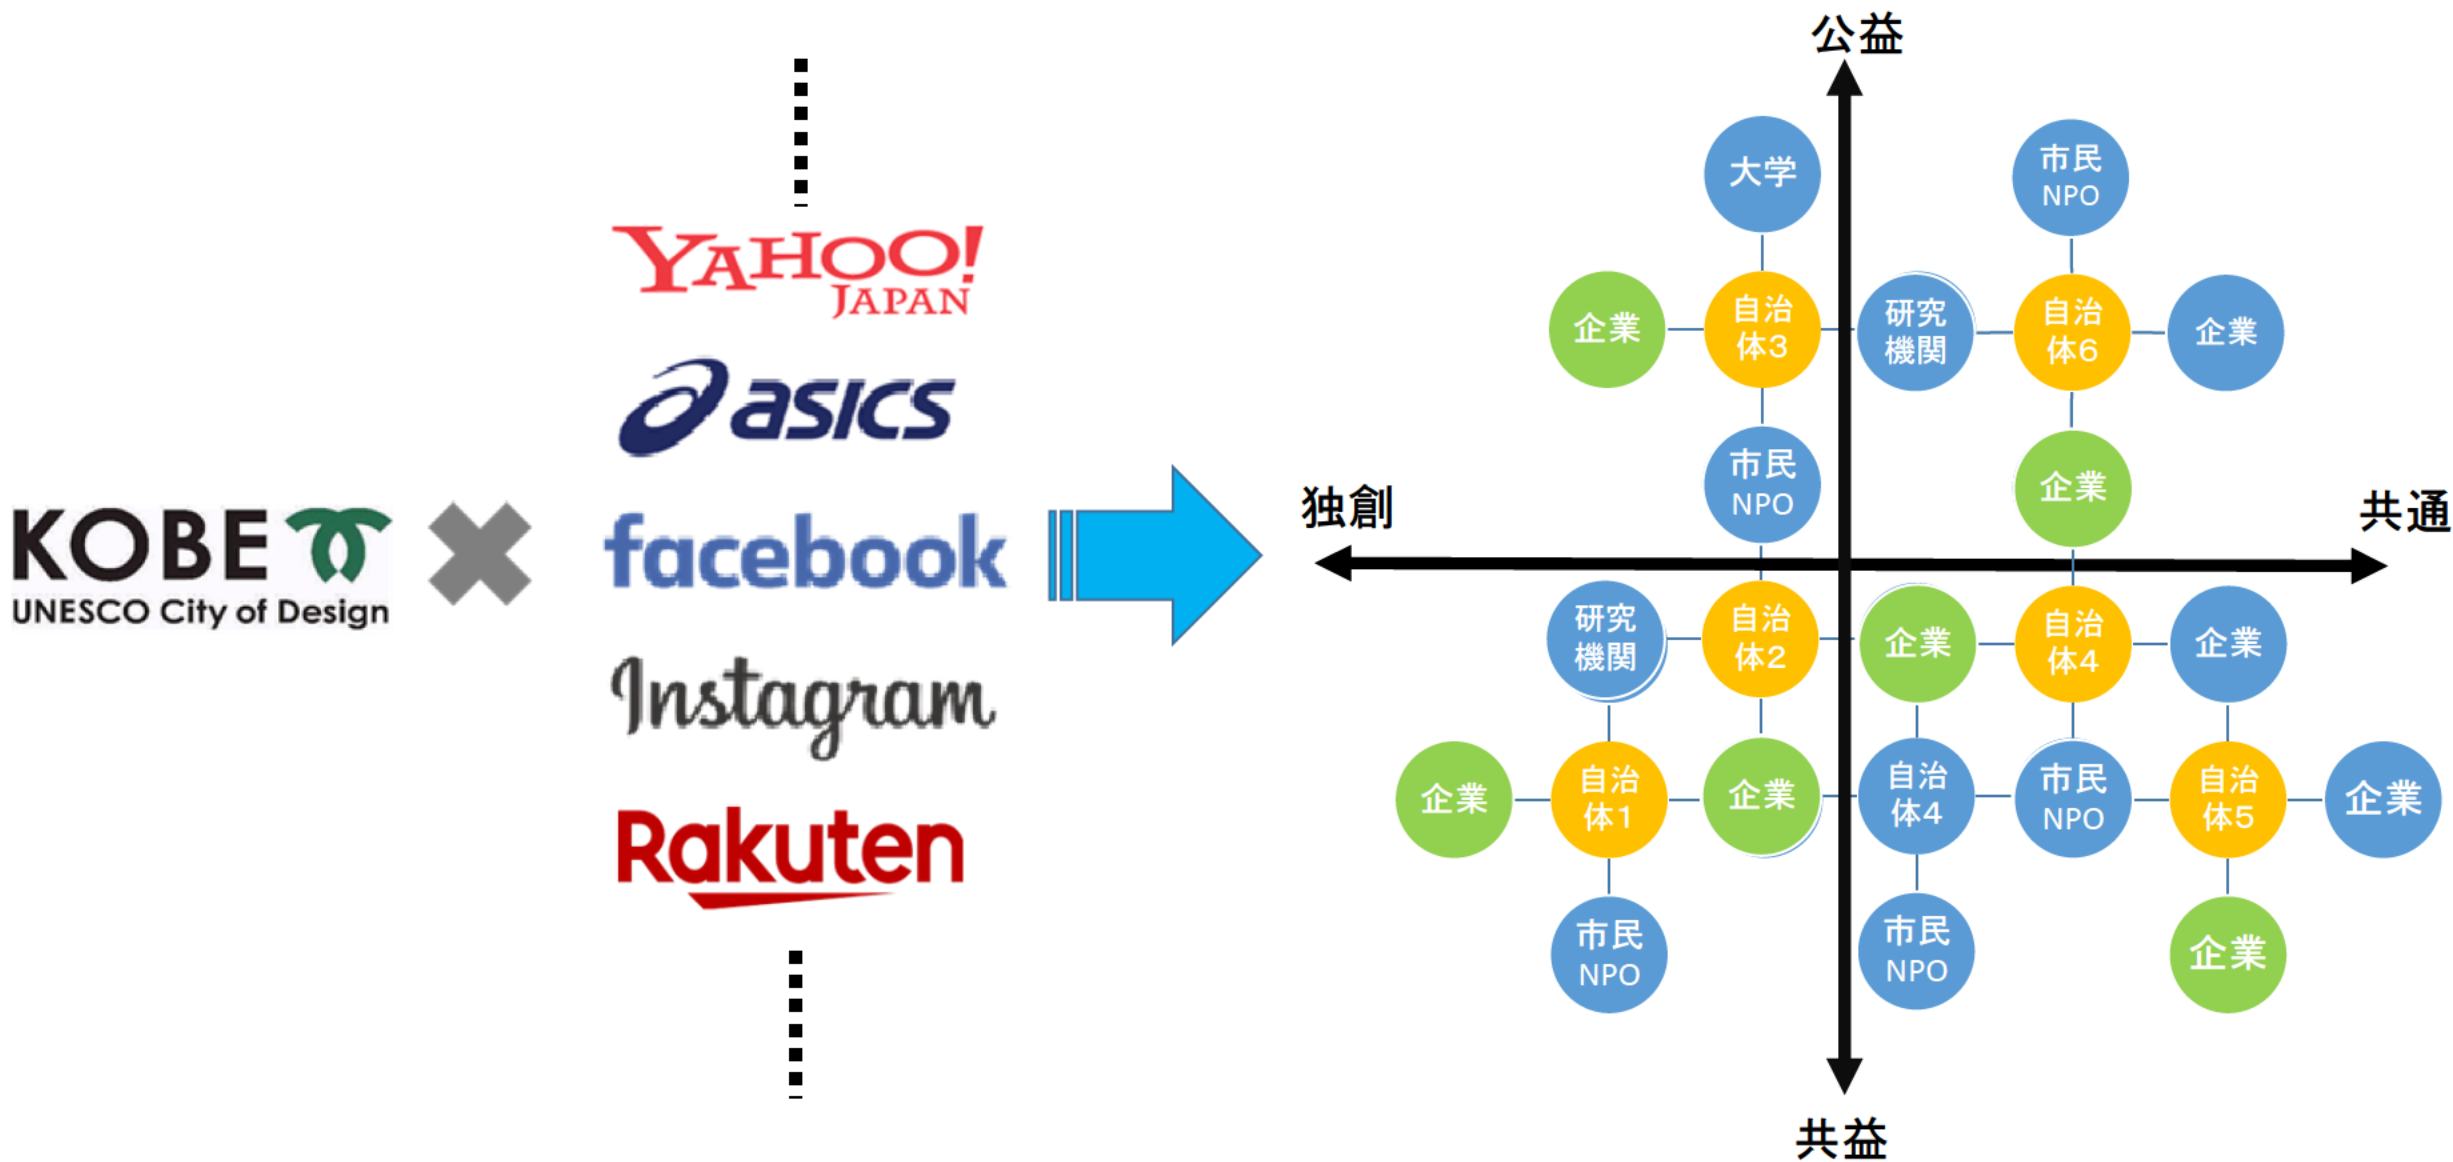 KOBE
UNESCO City of Design
YAHOO!
JAPAN
asics
facebook
Instagram
Rakuten
公益
独創
共通
共益
大学
市民
NPO
企業
自治
体3
研究
機関
自治
体6
企業
市民
NPO
企業
研究
機関
自治
体2
企業
自治
体4
企業
企業
自治
体1
企業
自治
体4
市民
NPO
自治
体5
企業
市民
NPO
市民
NPO
企業